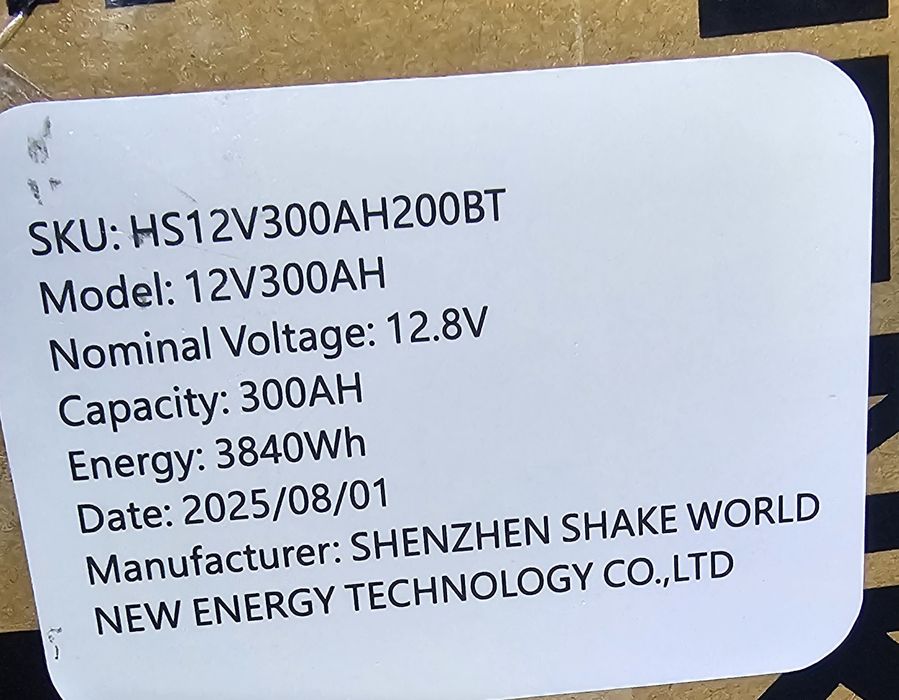 SKU: HS12V300AH200BT
Model: 12V300AH
Nominal Voltage: 12.8V
Capacity: 300AH
Energy: 3840Wh
Date: 2025/08/01
Manufacturer: SHENZHEN SHAKE WORLD
NEW ENERGY TECHNOLOGY CO.,LTD